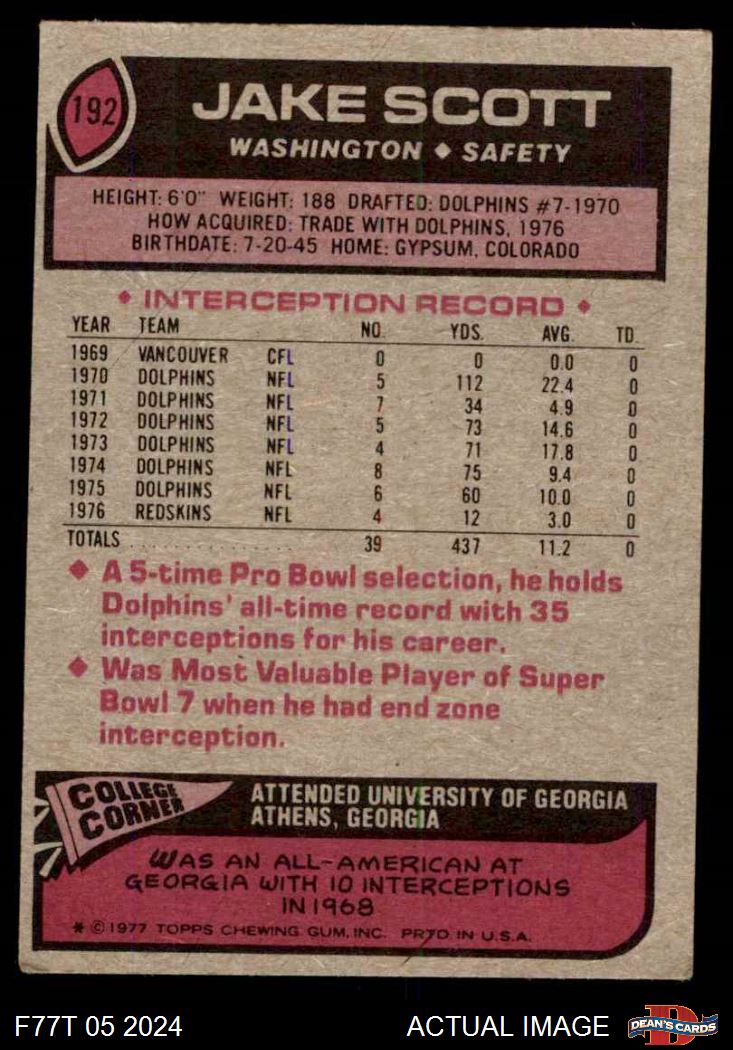 192
JAKE SCOTT
WASHINGTON ◆ SAFETY
HEIGHT: 6'0" WEIGHT: 188 DRAFTED: DOLPHINS #7-1970
HOW ACQUIRED: TRADE WITH DOLPHINS, 1976
BIRTHDATE: 7-20-45 HOME: GYPSUM, COLORADO
◆ INTERCEPTION RECORD ◆
YEAR TEAM NO. YDS. AVG. TD.
1969 VANCOUVER CFL 0 0 0.0 0
1970 DOLPHINS NFL 5 112 22.4 0
1971 DOLPHINS NFL 7 34 4.9 0
1972 DOLPHINS NFL 5 73 14.6 0
1973 DOLPHINS NFL 4 71 17.8 0
1974 DOLPHINS NFL 8 75 9.4 0
1975 DOLPHINS NFL 6 60 10.0 0
1976 REDSKINS NFL 4 12 3.0 0
TOTALS .................... 39 437 11.2 0
◆ A 5-time Pro Bowl selection, he holds
Dolphins' all-time record with 35
interceptions for his career.
◆ Was Most Valuable Player of Super
Bowl 7 when he had end zone
interception.
COLLEGE
CORNER
ATTENDED UNIVERSITY OF GEORGIA
ATHENS, GEORGIA
WAS AN ALL-AMERICAN AT
GEORGIA WITH 10 INTERCEPTIONS
IN 1968
* © 1977 TOPPS CHEWING GUM, INC. PRTD IN U.S.A.
F77T 05 2024 ACTUAL IMAGE
D
DEAN'S CARDS